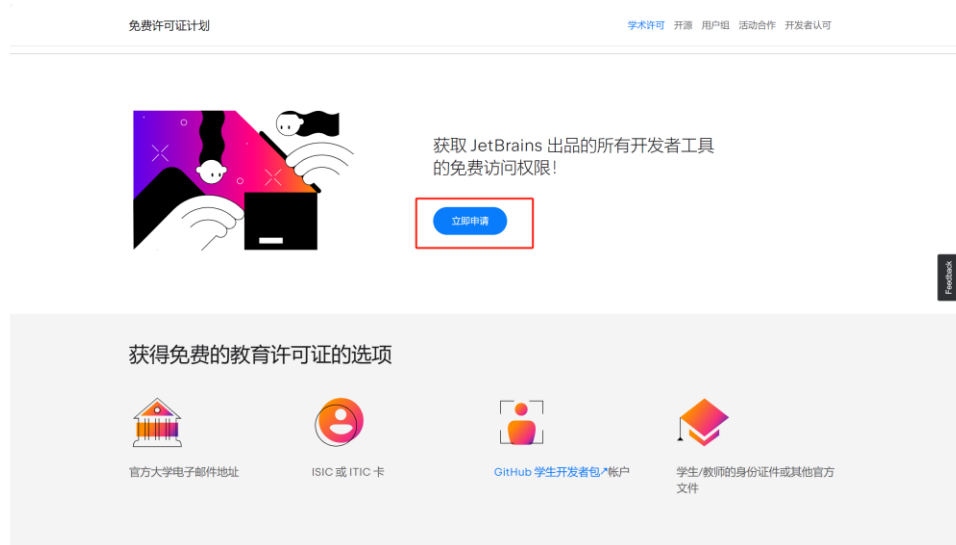 免费许可证计划
学术许可 开源 用户组 活动合作 开发者认可
获取 JetBrains 出品的所有开发者工具
的免费访问权限！
立即申请
Feedback
获得免费的教育许可证的选项
官方大学电子邮件地址
ISIC 或 ITIC 卡
GitHub 学生开发者包↗帐户
学生/教师的身份证件或其他官方
文件